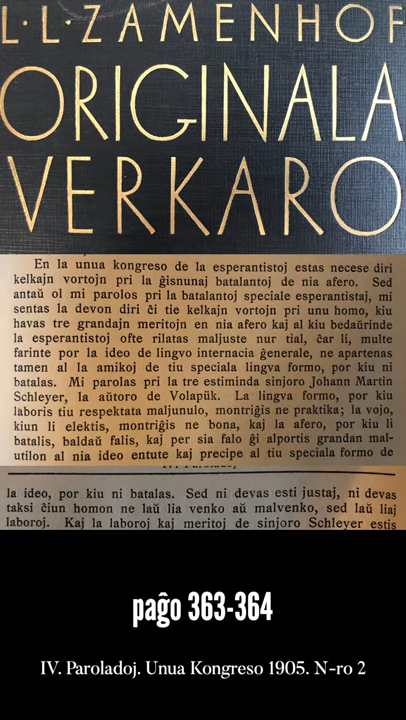 L·L·ZAMENHOF
ORIGINALA
VERKARO
En la unua kongreso de la esperantistoj estas necese diri
kelkajn vortojn pri la ĝisnunaj batalantoj de nia afero. Sed
antaŭ ol mi parolos pri la batalantoj speciale esperantistaj, mi
sentas la devon diri ĉi tie kelkajn vortojn pri unu homo, kiu
havas tre grandajn meritojn en nia afero kaj al kiu bedaŭrinde
la esperantistoj ofte rilatas maljuste nur tial, ĉar li, multe
farinte por la ideo de lingvo internacia ĝenerale, ne apartenas
tamen al la amikoj de tiu speciala lingva formo, por kiu ni
batalas. Mi parolas pri la tre estiminda sinjoro Johann Martin
Schleyer, la aŭtoro de Volapük. La lingva formo, por kiu
laboris tiu respektata maljunulo, montriĝis ne praktika; la vojo,
kiun li elektis, montriĝis ne bona, kaj la afero, por kiu li
batalis, baldaŭ falis, kaj per sia falo ĝi alportis grandan mal-
utilon al nia ideo entute kaj precipe al tiu speciala formo de
IV. Paroladoj
la ideo, por kiu ni batalas. Sed ni devas esti justaj, ni devas
taksi ĉiun homon ne laŭ lia venko aŭ malvenko, sed laŭ liaj
laboroj. Kaj la laboroj kaj meritoj de sinjoro Schleyer estis
paĝo 363-364
IV. Paroladoj. Unua Kongreso 1905. N-ro 2